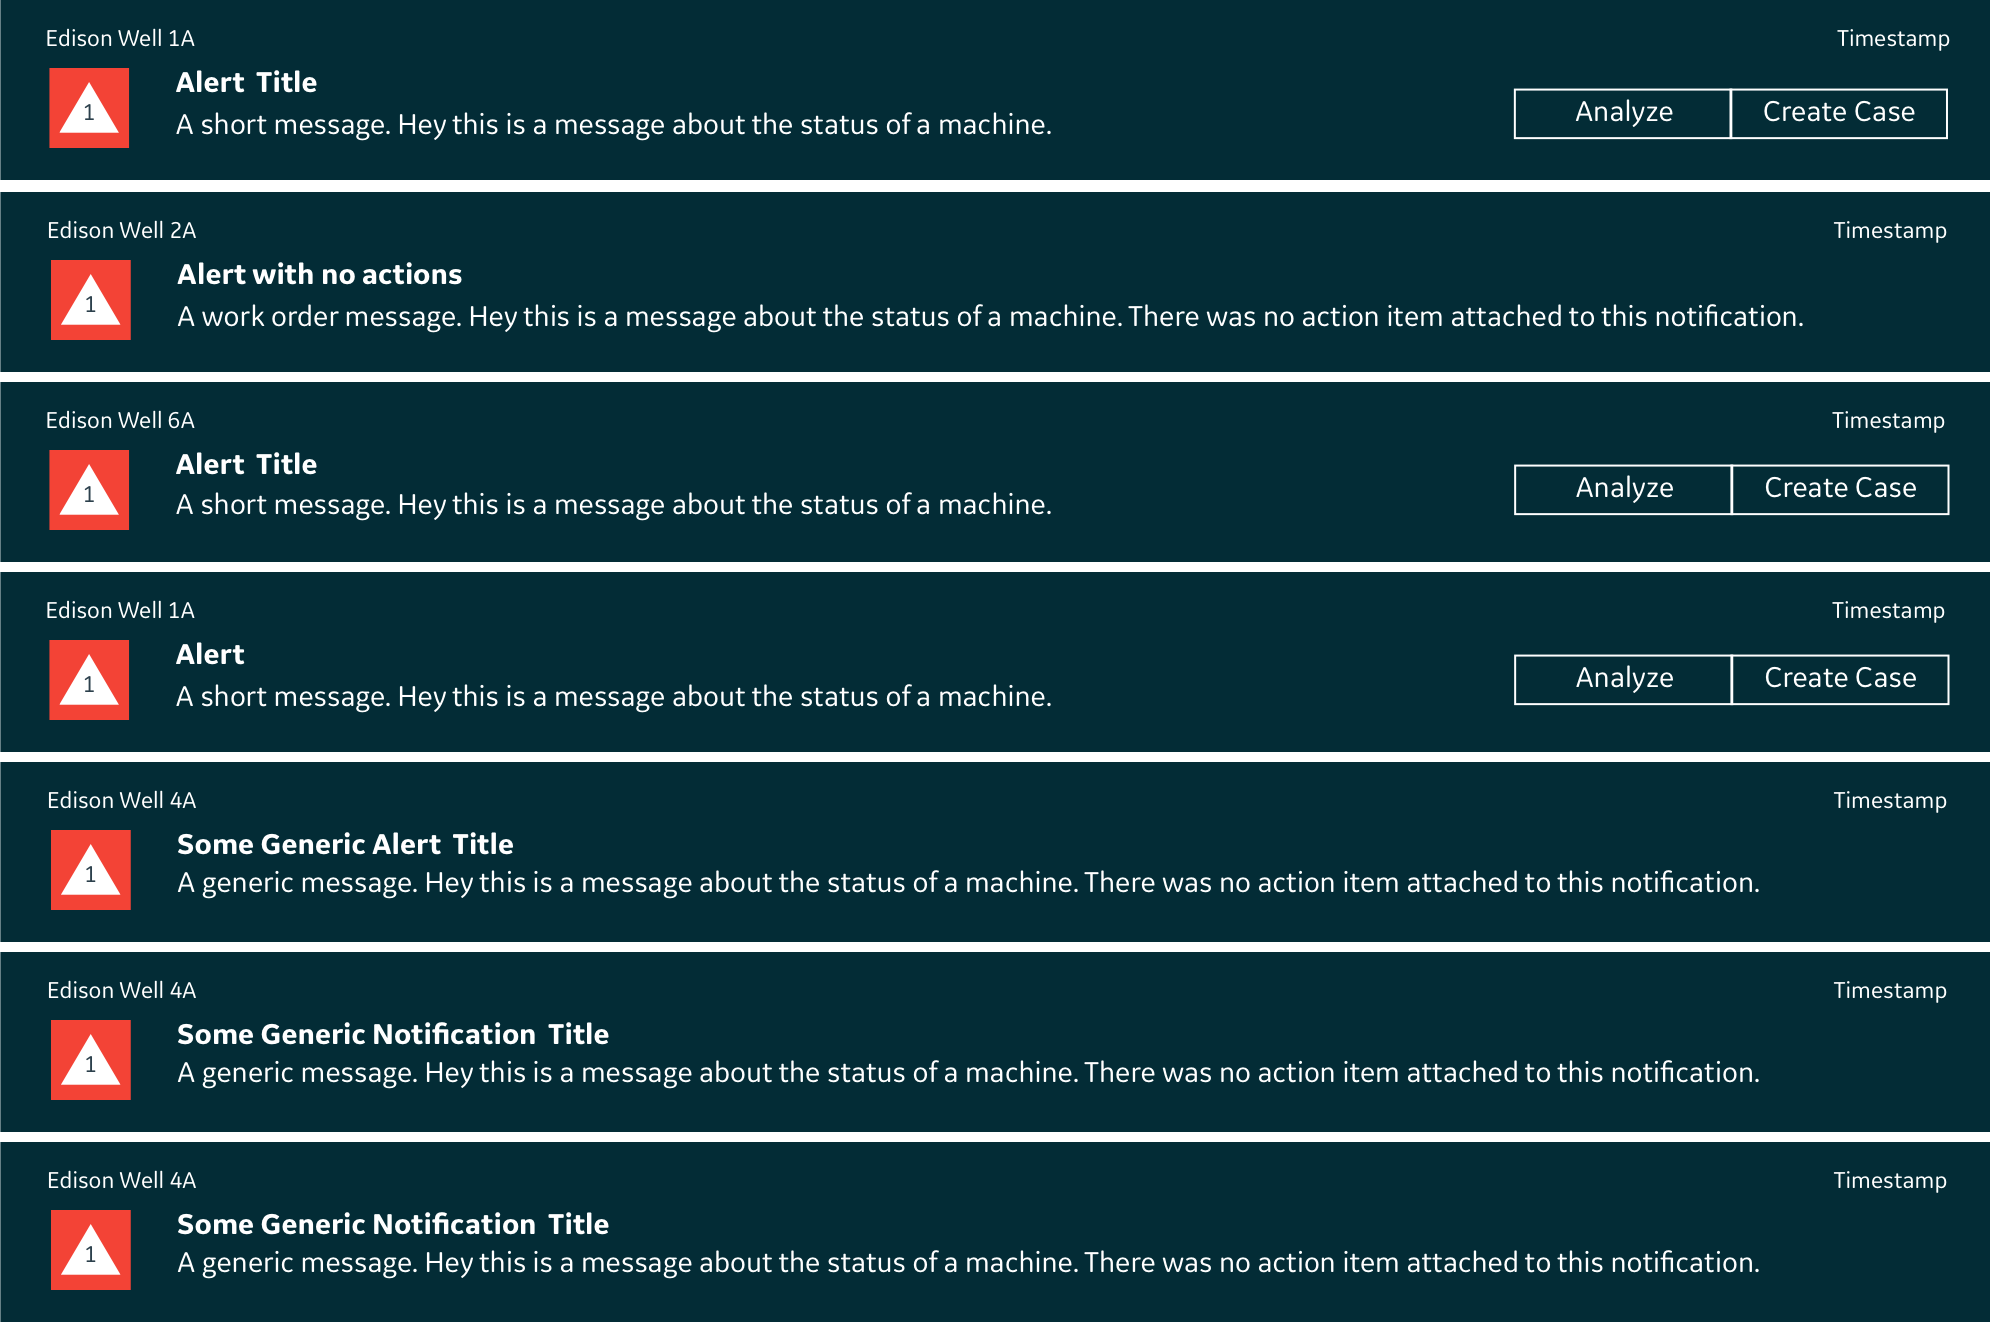 Edison Well 1A Timestamp
Alert Title
1
A short message. Hey this is a message about the status of a machine.
Analyze Create Case
Edison Well 2A Timestamp
Alert with no actions
1
A work order message. Hey this is a message about the status of a machine. There was no action item attached to this notification.
Edison Well 6A Timestamp
Alert Title
1
A short message. Hey this is a message about the status of a machine.
Analyze Create Case
Edison Well 1A Timestamp
Alert
1
A short message. Hey this is a message about the status of a machine.
Analyze Create Case
Edison Well 4A Timestamp
Some Generic Alert Title
1
A generic message. Hey this is a message about the status of a machine. There was no action item attached to this notification.
Edison Well 4A Timestamp
Some Generic Notification Title
1
A generic message. Hey this is a message about the status of a machine. There was no action item attached to this notification.
Edison Well 4A Timestamp
Some Generic Notification Title
1
A generic message. Hey this is a message about the status of a machine. There was no action item attached to this notification.